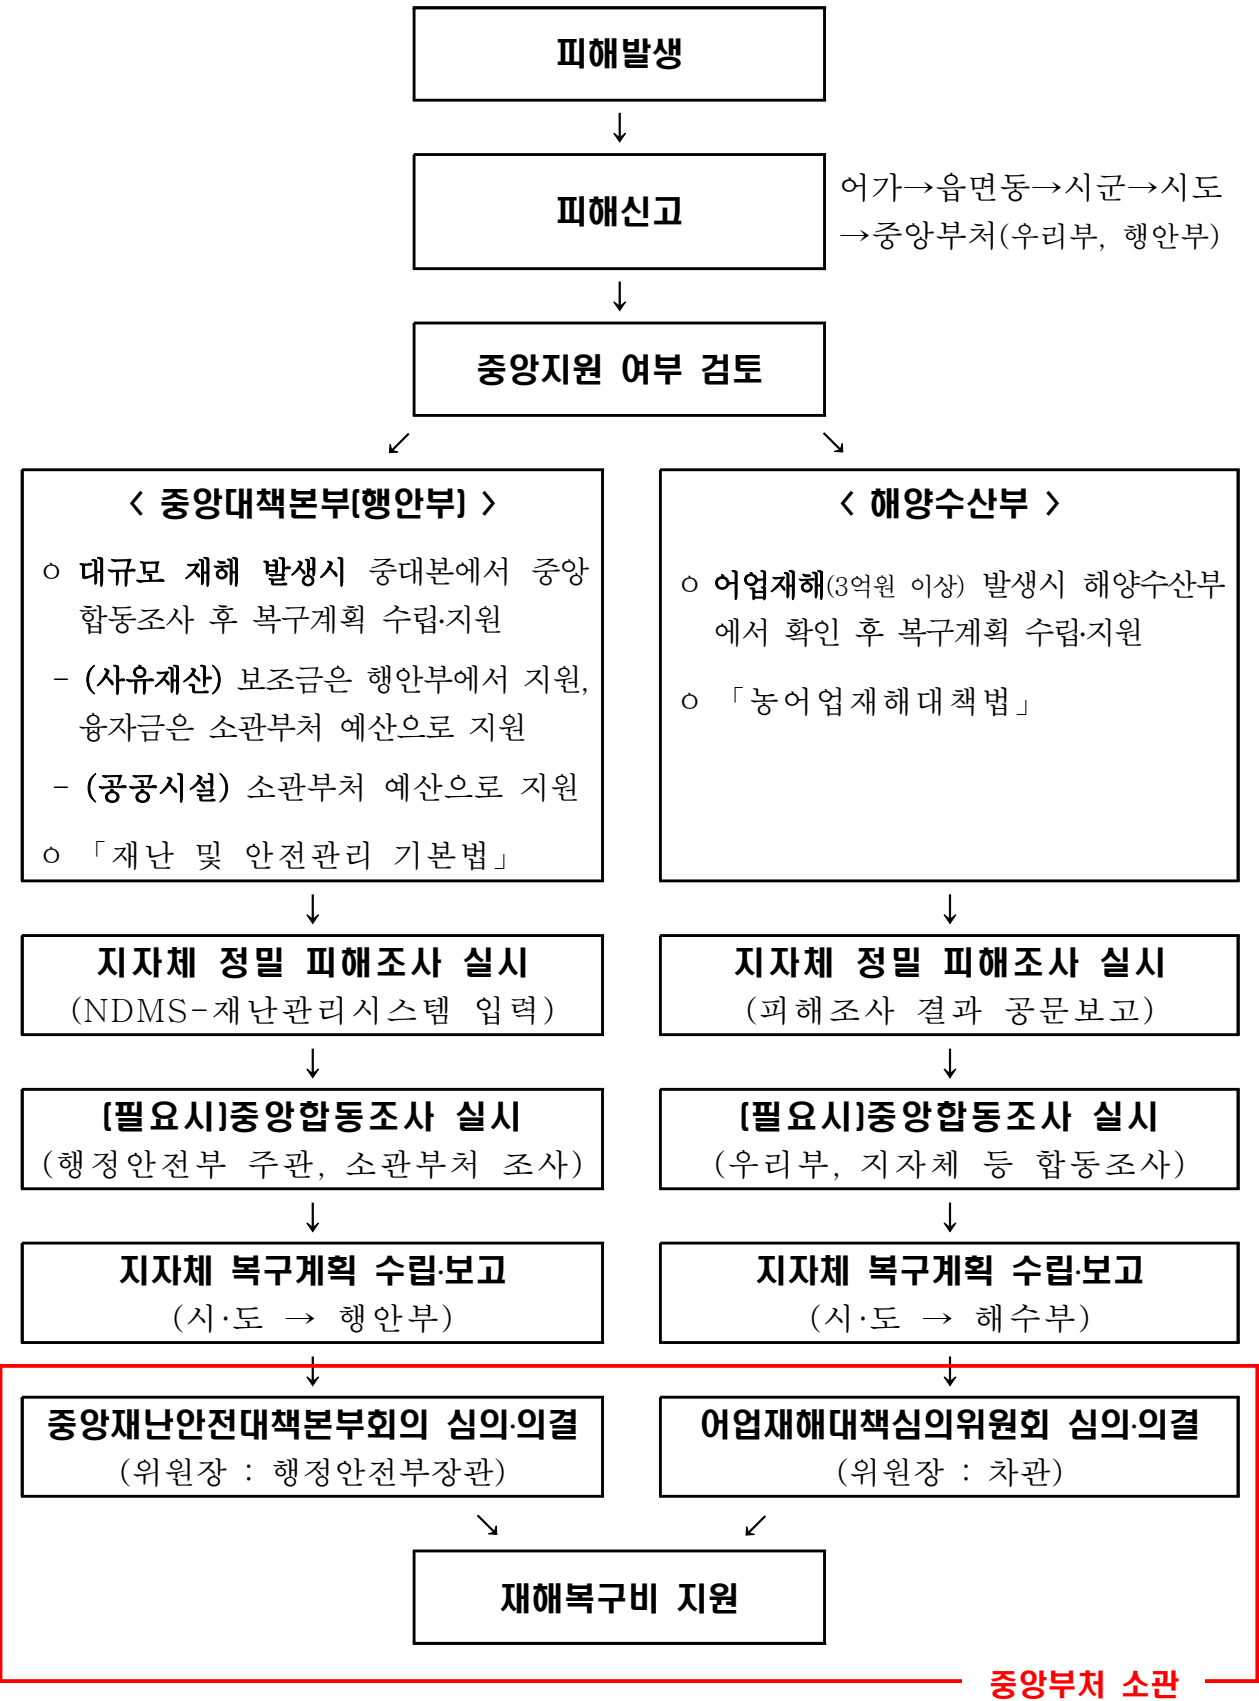 피해발생
↓
피해신고
어가→읍면동→시군→시도
→중앙부처(우리부, 행안부)
↓
중앙지원 여부 검토
↙ ↘
< 중앙대책본부(행안부) >
ㅇ 대규모 재해 발생시 중대본에서 중앙
합동조사 후 복구계획 수립·지원
- (사유재산) 보조금은 행안부에서 지원,
융자금은 소관부처 예산으로 지원
- (공공시설) 소관부처 예산으로 지원
ㅇ 「재난 및 안전관리 기본법」
< 해양수산부 >
ㅇ 어업재해(3억원 이상) 발생시 해양수산부
에서 확인 후 복구계획 수립·지원
ㅇ 「농어업재해대책법」
↓ ↓
지자체 정밀 피해조사 실시
(NDMS-재난관리시스템 입력)
지자체 정밀 피해조사 실시
(피해조사 결과 공문보고)
↓ ↓
(필요시)중앙합동조사 실시
(행정안전부 주관, 소관부처 조사)
(필요시)중앙합동조사 실시
(우리부, 지자체 등 합동조사)
↓ ↓
지자체 복구계획 수립·보고
(시·도 → 행안부)
지자체 복구계획 수립·보고
(시·도 → 해수부)
↓ ↓
중앙재난안전대책본부회의 심의·의결
(위원장 : 행정안전부장관)
어업재해대책심의위원회 심의·의결
(위원장 : 차관)
↘ ↙
재해복구비 지원
중앙부처 소관